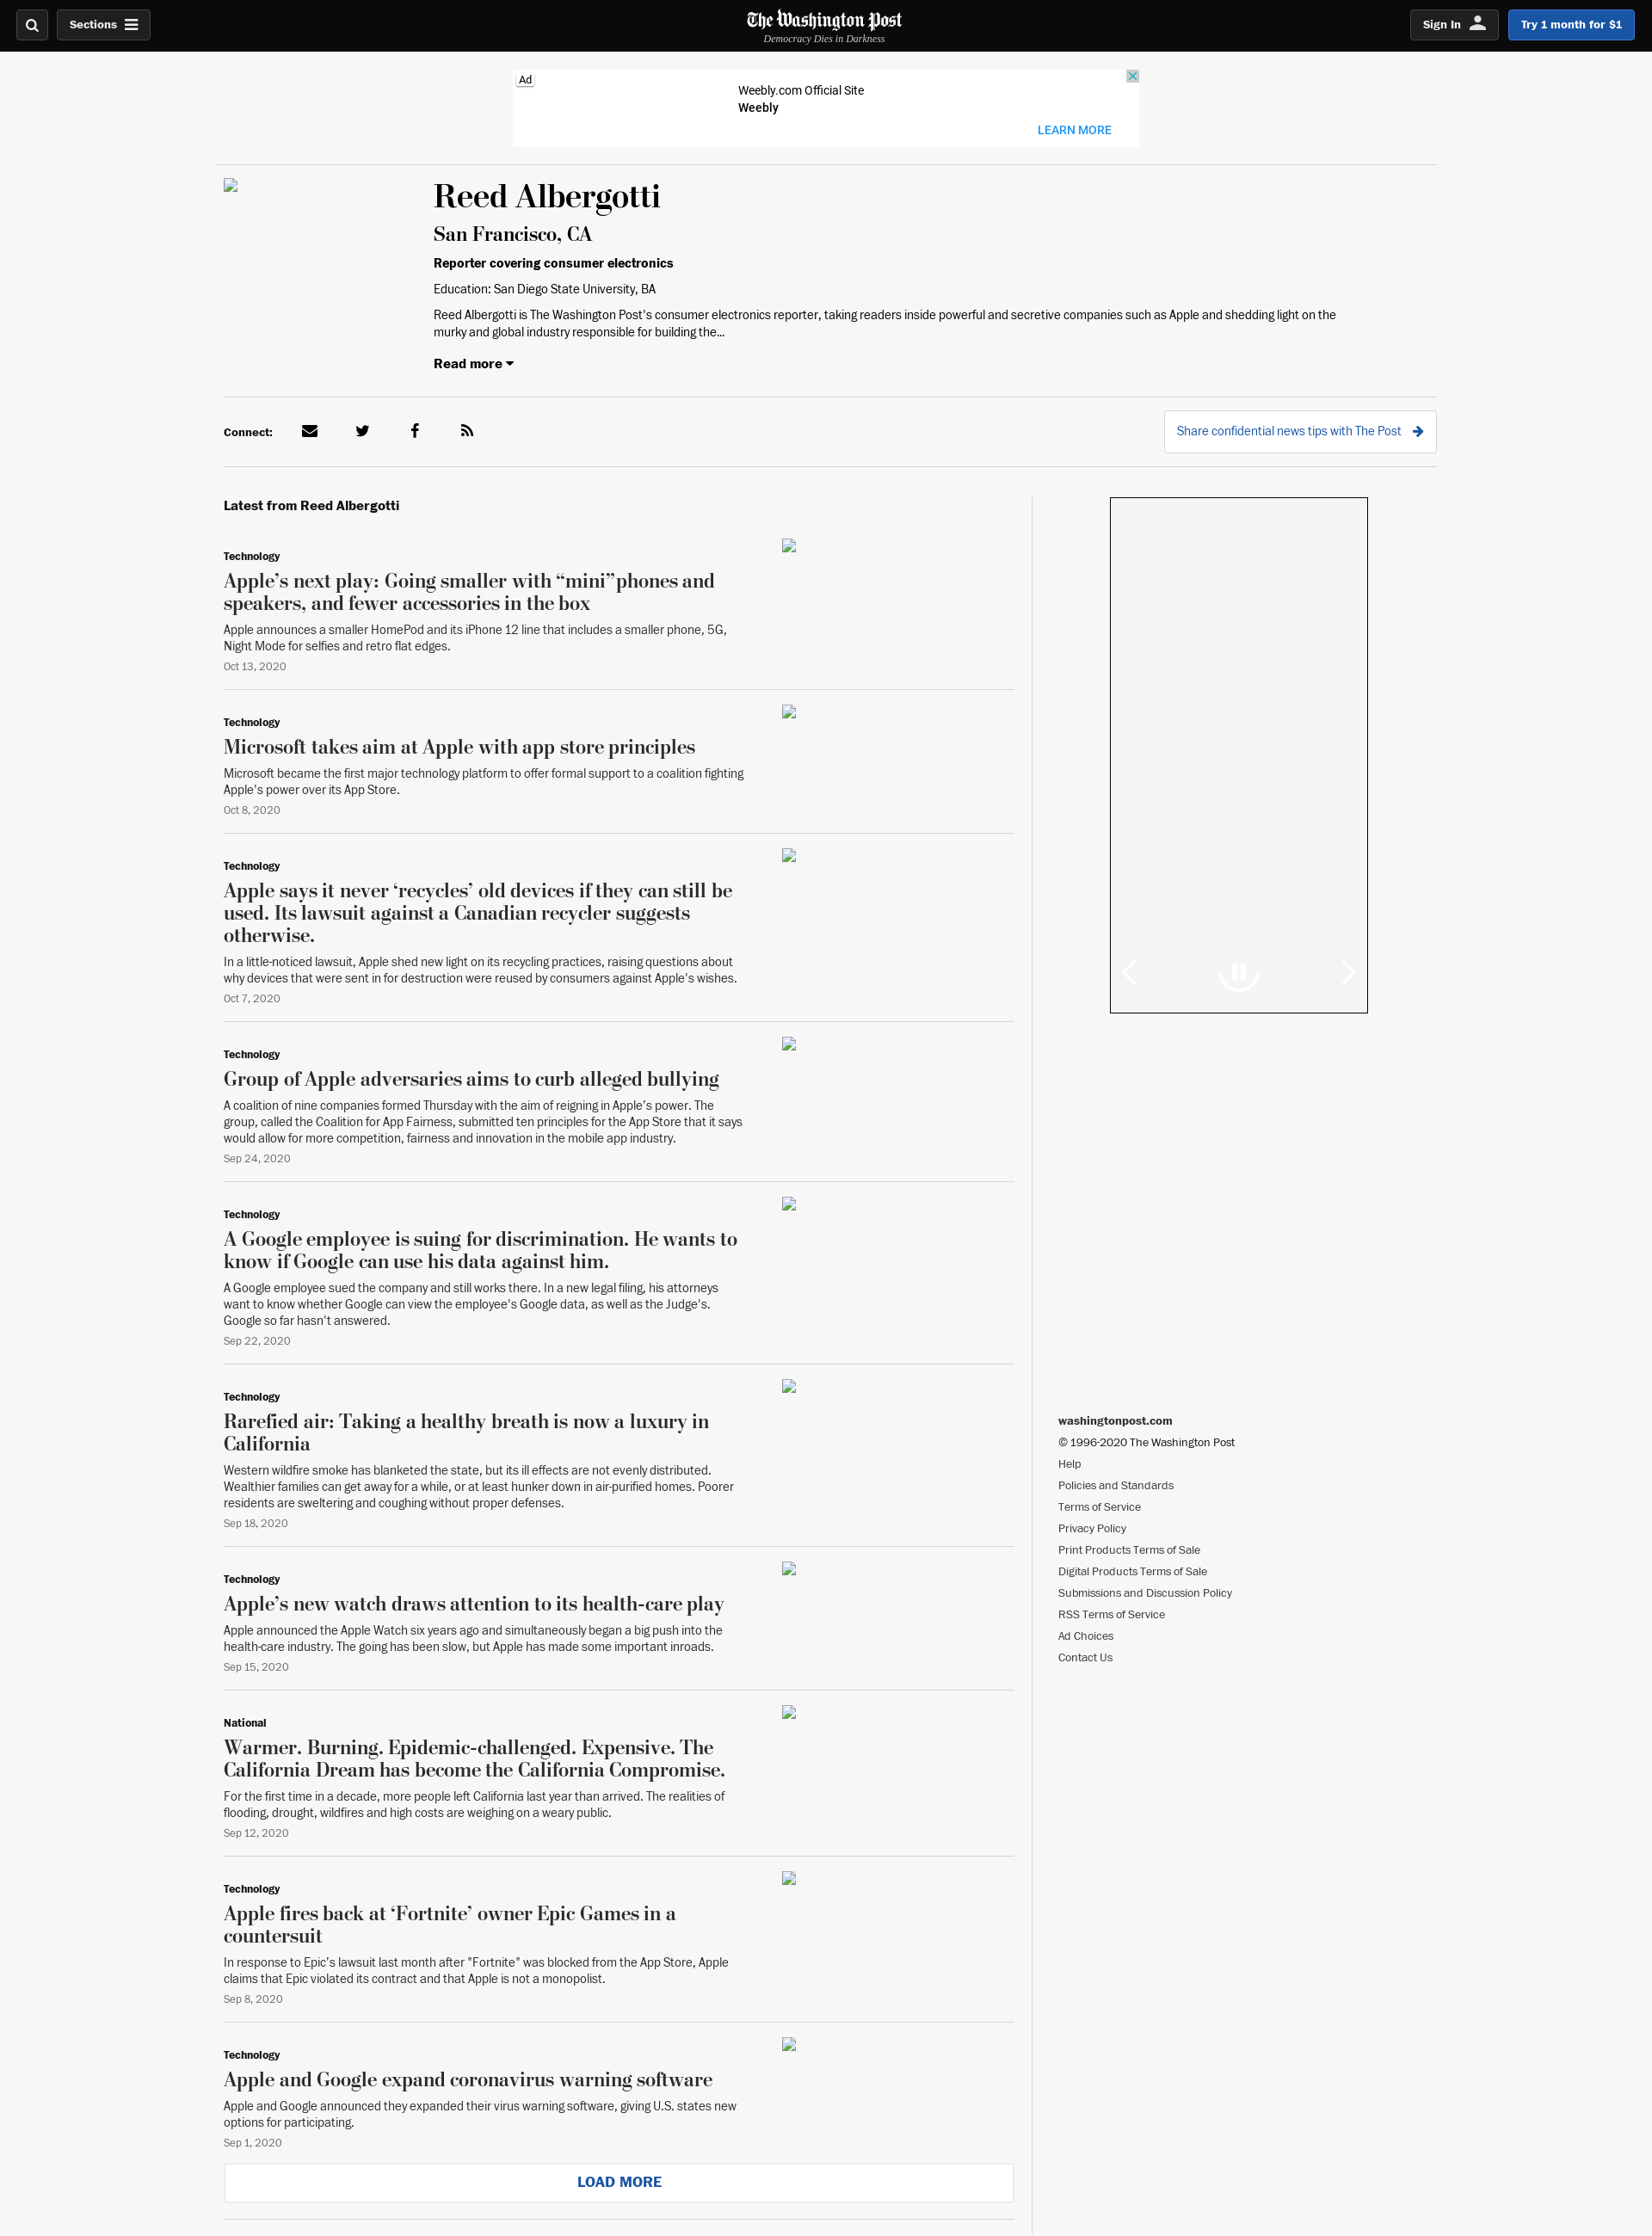 Sections
The Washington Post
Democracy Dies in Darkness
Sign In
Try 1 month for $1
Ad
Weebly.com Official Site
Weebly
LEARN MORE
Reed Albergotti
San Francisco, CA
Reporter covering consumer electronics
Education: San Diego State University, BA
Reed Albergotti is The Washington Post's consumer electronics reporter, taking readers inside powerful and secretive companies such as Apple and shedding light on the
murky and global industry responsible for building the...
Read more
Connect:
Share confidential news tips with The Post
Latest from Reed Albergotti
Technology
Apple’s next play: Going smaller with “mini”phones and
speakers, and fewer accessories in the box
Apple announces a smaller HomePod and its iPhone 12 line that includes a smaller phone, 5G,
Night Mode for selfies and retro flat edges.
Oct 13, 2020
Technology
Microsoft takes aim at Apple with app store principles
Microsoft became the first major technology platform to offer formal support to a coalition fighting
Apple's power over its App Store.
Oct 8, 2020
Technology
Apple says it never ‘recycles’ old devices if they can still be
used. Its lawsuit against a Canadian recycler suggests
otherwise.
In a little-noticed lawsuit, Apple shed new light on its recycling practices, raising questions about
why devices that were sent in for destruction were reused by consumers against Apple's wishes.
Oct 7, 2020
Technology
Group of Apple adversaries aims to curb alleged bullying
A coalition of nine companies formed Thursday with the aim of reigning in Apple’s power. The
group, called the Coalition for App Fairness, submitted ten principles for the App Store that it says
would allow for more competition, fairness and innovation in the mobile app industry.
Sep 24, 2020
Technology
A Google employee is suing for discrimination. He wants to
know if Google can use his data against him.
A Google employee sued the company and still works there. In a new legal filing, his attorneys
want to know whether Google can view the employee's Google data, as well as the Judge's.
Google so far hasn't answered.
Sep 22, 2020
Technology
Rarefied air: Taking a healthy breath is now a luxury in
California
Western wildfire smoke has blanketed the state, but its ill effects are not evenly distributed.
Wealthier families can get away for a while, or at least hunker down in air-purified homes. Poorer
residents are sweltering and coughing without proper defenses.
Sep 18, 2020
Technology
Apple’s new watch draws attention to its health-care play
Apple announced the Apple Watch six years ago and simultaneously began a big push into the
health-care industry. The going has been slow, but Apple has made some important inroads.
Sep 15, 2020
National
Warmer. Burning. Epidemic-challenged. Expensive. The
California Dream has become the California Compromise.
For the first time in a decade, more people left California last year than arrived. The realities of
flooding, drought, wildfires and high costs are weighing on a weary public.
Sep 12, 2020
Technology
Apple fires back at ‘Fortnite’ owner Epic Games in a
countersuit
In response to Epic's lawsuit last month after "Fortnite" was blocked from the App Store, Apple
claims that Epic violated its contract and that Apple is not a monopolist.
Sep 8, 2020
Technology
Apple and Google expand coronavirus warning software
Apple and Google announced they expanded their virus warning software, giving U.S. states new
options for participating.
Sep 1, 2020
LOAD MORE
washingtonpost.com
© 1996-2020 The Washington Post
Help
Policies and Standards
Terms of Service
Privacy Policy
Print Products Terms of Sale
Digital Products Terms of Sale
Submissions and Discussion Policy
RSS Terms of Service
Ad Choices
Contact Us